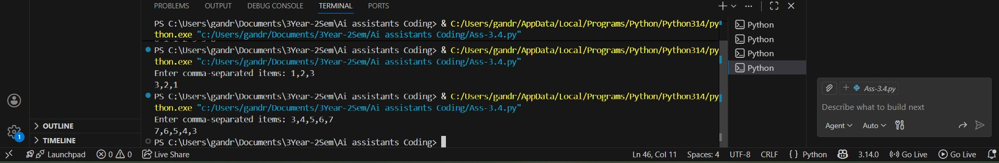 PROBLEMS OUTPUT DEBUG CONSOLE TERMINAL PORTS
PS C:\Users\gandr\Documents\3Year-2Sem\Ai assistants Coding> & C:/Users/gandr/AppData/Local/Programs/Python/Python314/py
thon.exe "c:/Users/gandr/Documents/3Year-2Sem/Ai assistants Coding/Ass-3.4.py"
PS C:\Users\gandr\Documents\3Year-2Sem\Ai assistants Coding> & C:/Users/gandr/AppData/Local/Programs/Python/Python314/py
thon.exe "c:/Users/gandr/Documents/3Year-2Sem/Ai assistants Coding/Ass-3.4.py"
Enter comma-separated items: 1,2,3
3,2,1
PS C:\Users\gandr\Documents\3Year-2Sem\Ai assistants Coding> & C:/Users/gandr/AppData/Local/Programs/Python/Python314/py
thon.exe "c:/Users/gandr/Documents/3Year-2Sem/Ai assistants Coding/Ass-3.4.py"
Enter comma-separated items: 3,4,5,6,7
7,6,5,4,3
PS C:\Users\gandr\Documents\3Year-2Sem\Ai assistants Coding>
Python
Python
Python
Python
Ass-3.4.py
Describe what to build next
Agent Auto
OUTLINE
TIMELINE
1
Launchpad 0 0 Live Share Ln 46, Col 11 Spaces: 4 UTF-8 CRLF { } Python 3.14.0 Go Live Go Live